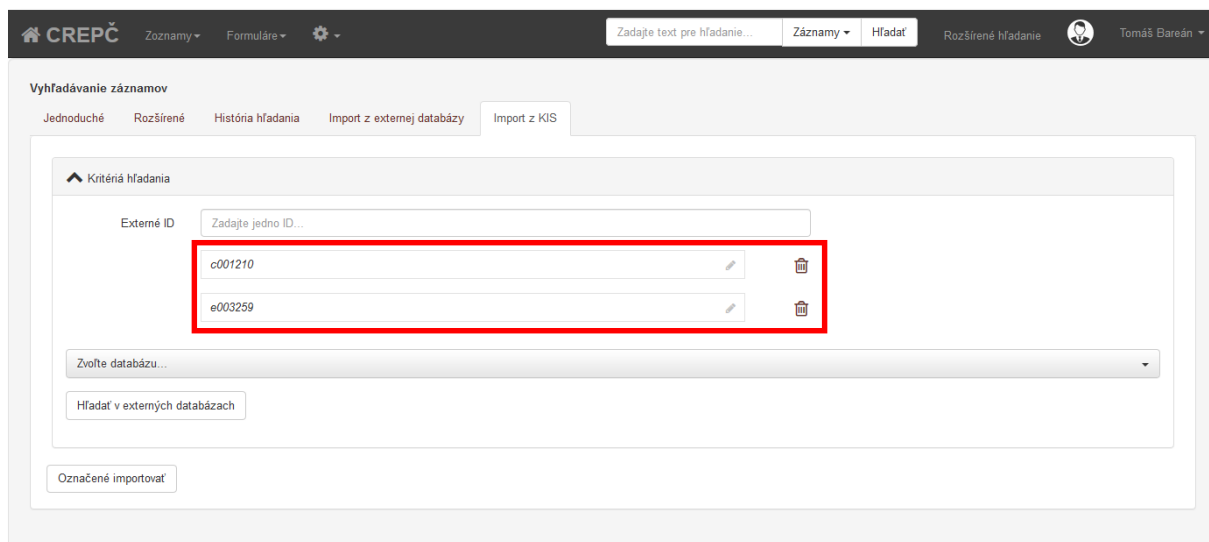 CREPČ Zoznamy Formuláre Zadajte text pre hľadanie... Záznamy Hľadať Rozšírené hľadanie Tomáš Bareán
Vyhľadávanie záznamov
Jednoduché Rozšírené História hľadania Import z externej databázy Import z KIS
Kritériá hľadania
Externé ID Zadajte jedno ID...
c001210
e003259
Zvoľte databázu...
Hľadať v externých databázach
Označené importovať